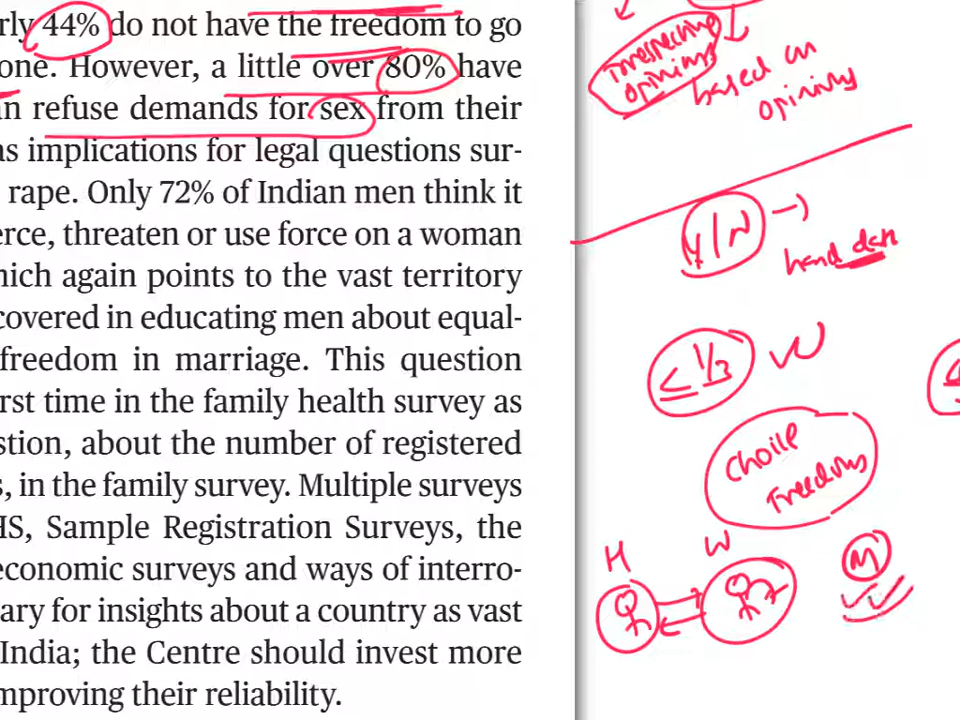 rly 44% do not have the freedom to go
one. However, a little over 80% have
n refuse demands for sex from their
as implications for legal questions sur-
rape. Only 72% of Indian men think it
erce, threaten or use force on a woman
hich again points to the vast territory
covered in educating men about equal-
freedom in marriage. This question
rst time in the family health survey as
stion, about the number of registered
s, in the family survey. Multiple surveys
HS, Sample Registration Surveys, the
economic surveys and ways of interro-
ary for insights about a country as vast
India; the Centre should invest more
mproving their reliability.
irrespective
opinions
based on
opinions
Y/N
hard data
≤ 1/3 W
Choice
Freedoms
H W M